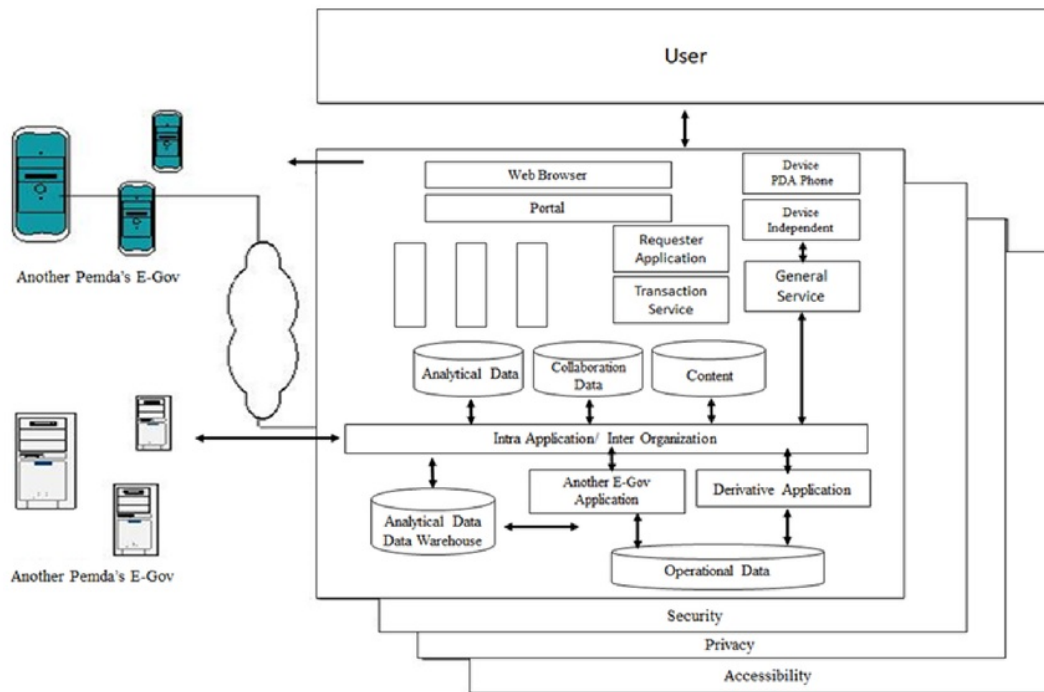 User
Web Browser
Portal
Device
PDA Phone
Device
Independent
Requester
Application
Transaction
Service
General
Service
Another Pemda's E-Gov
Analytical Data
Collaboration
Data
Content
Intra Application/ Inter Organization
Another E-Gov
Application
Derivative Application
Analytical Data
Data Warehouse
Operational Data
Another Pemda's E-Gov
Security
Privacy
Accessibility